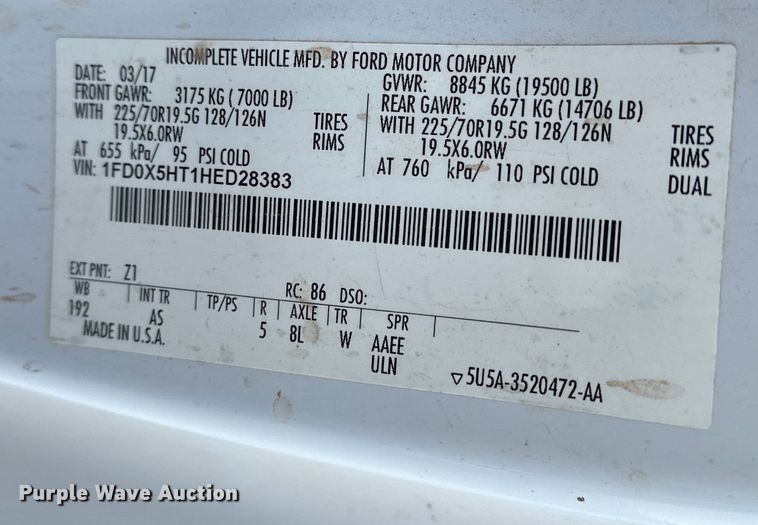 INCOMPLETE VEHICLE MFD. BY FORD MOTOR COMPANY
DATE: 03/17
GVWR: 8845 KG (19500 LB)
FRONT GAWR: 3175 KG (7000 LB)
REAR GAWR: 6671 KG (14706 LB)
WITH 225/70R19.5G 128/126N TIRES
19.5X6.0RW RIMS
WITH 225/70R19.5G 128/126N TIRES
19.5X6.0RW RIMS
AT 655 kPa/ 95 PSI COLD
AT 760 kPa/ 110 PSI COLD DUAL
VIN: 1FD0X5HT1HED28383
EXT PNT: Z1
RC: 86 DSO:
WB | INT TR | TP/PS | R | AXLE | TR | SPR
192 AS 5 8L W AAEE
ULN
MADE IN U.S.A.
▽5U5A-3520472-AA
Purple Wave Auction